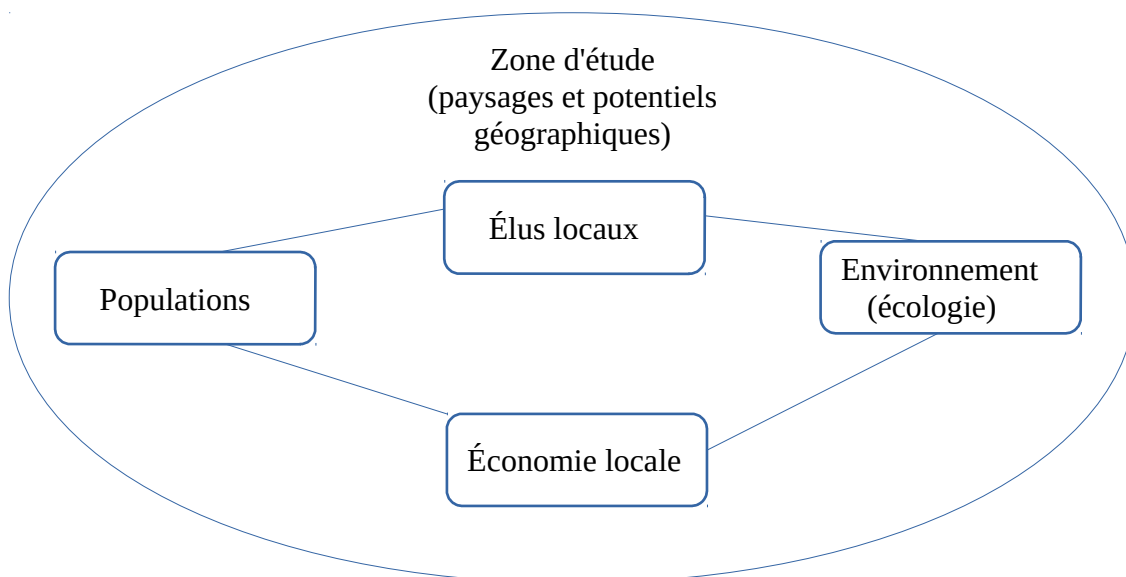 Zone d'étude
(paysages et potentiels
géographiques)
Élus locaux
Populations
Environnement
(écologie)
Économie locale